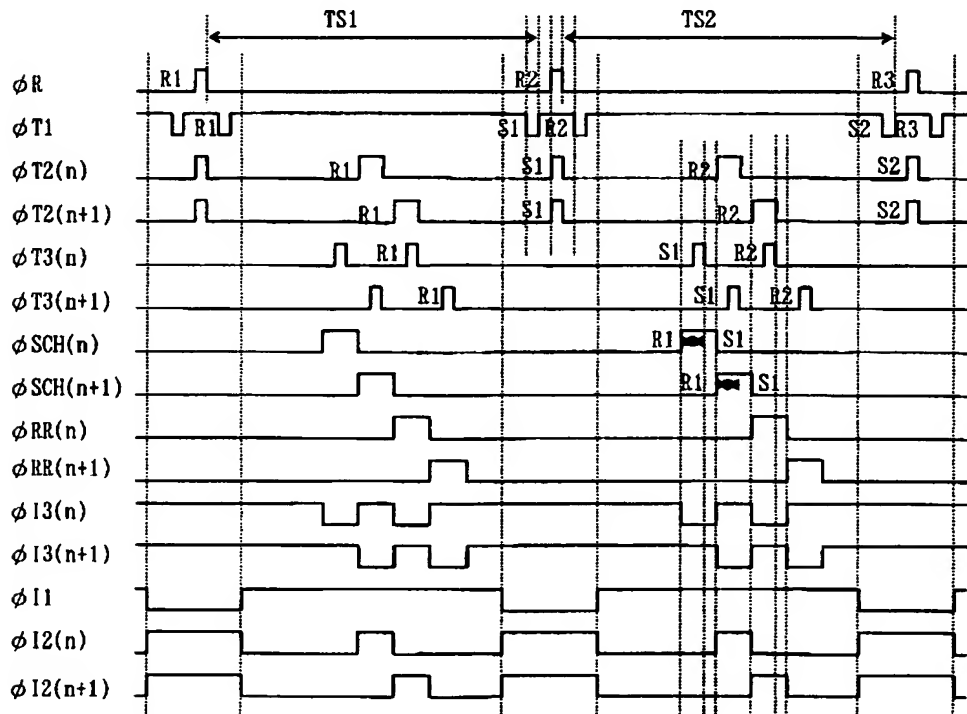 TS1 TS2
φR R1 R2 R3
φT1 R1 S1 R2 S2 R3
φT2(n) R1 S1 R2 S2
φT2(n+1) R1 S1 R2 S2
φT3(n) R1 S1 R2
φT3(n+1) R1 S1 R2
φSCH(n) R1 S1
φSCH(n+1) R1 S1
φRR(n)
φRR(n+1)
φI3(n)
φI3(n+1)
φI1
φI2(n)
φI2(n+1)